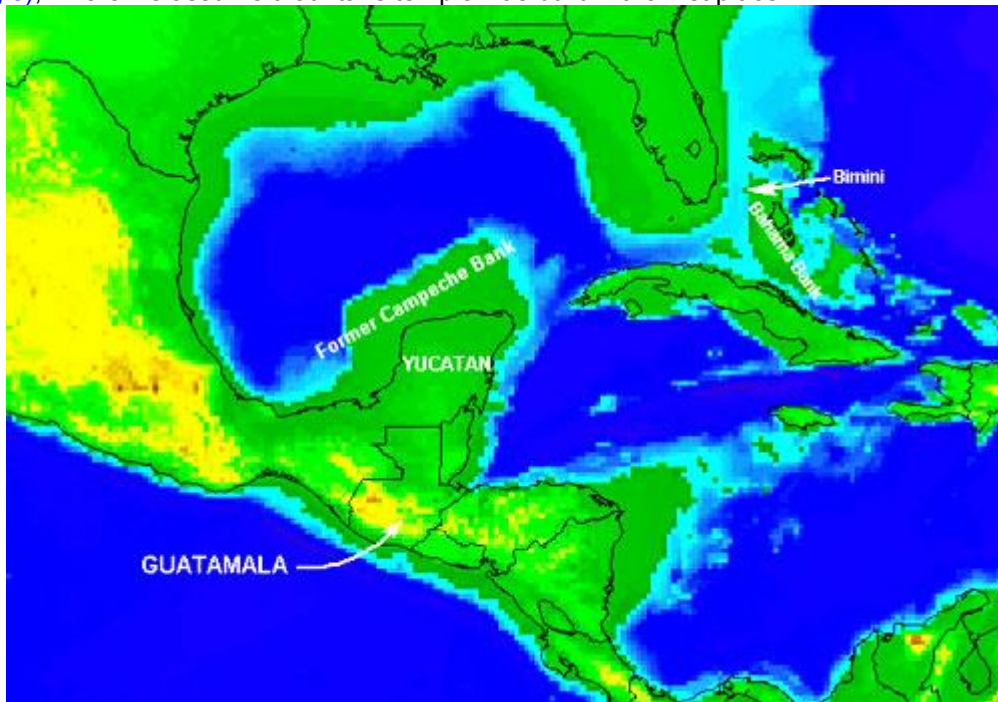 Bimini
Bahama Bank
Former Campeche Bank
YUCATAN
GUATAMALA